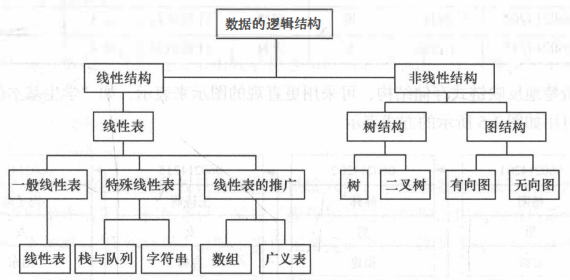 数据的逻辑结构
线性结构
非线性结构
线性表
树结构
图结构
一般线性表
特殊线性表
线性表的推广
树
二叉树
有向图
无向图
线性表
栈与队列
字符串
数组
广义表